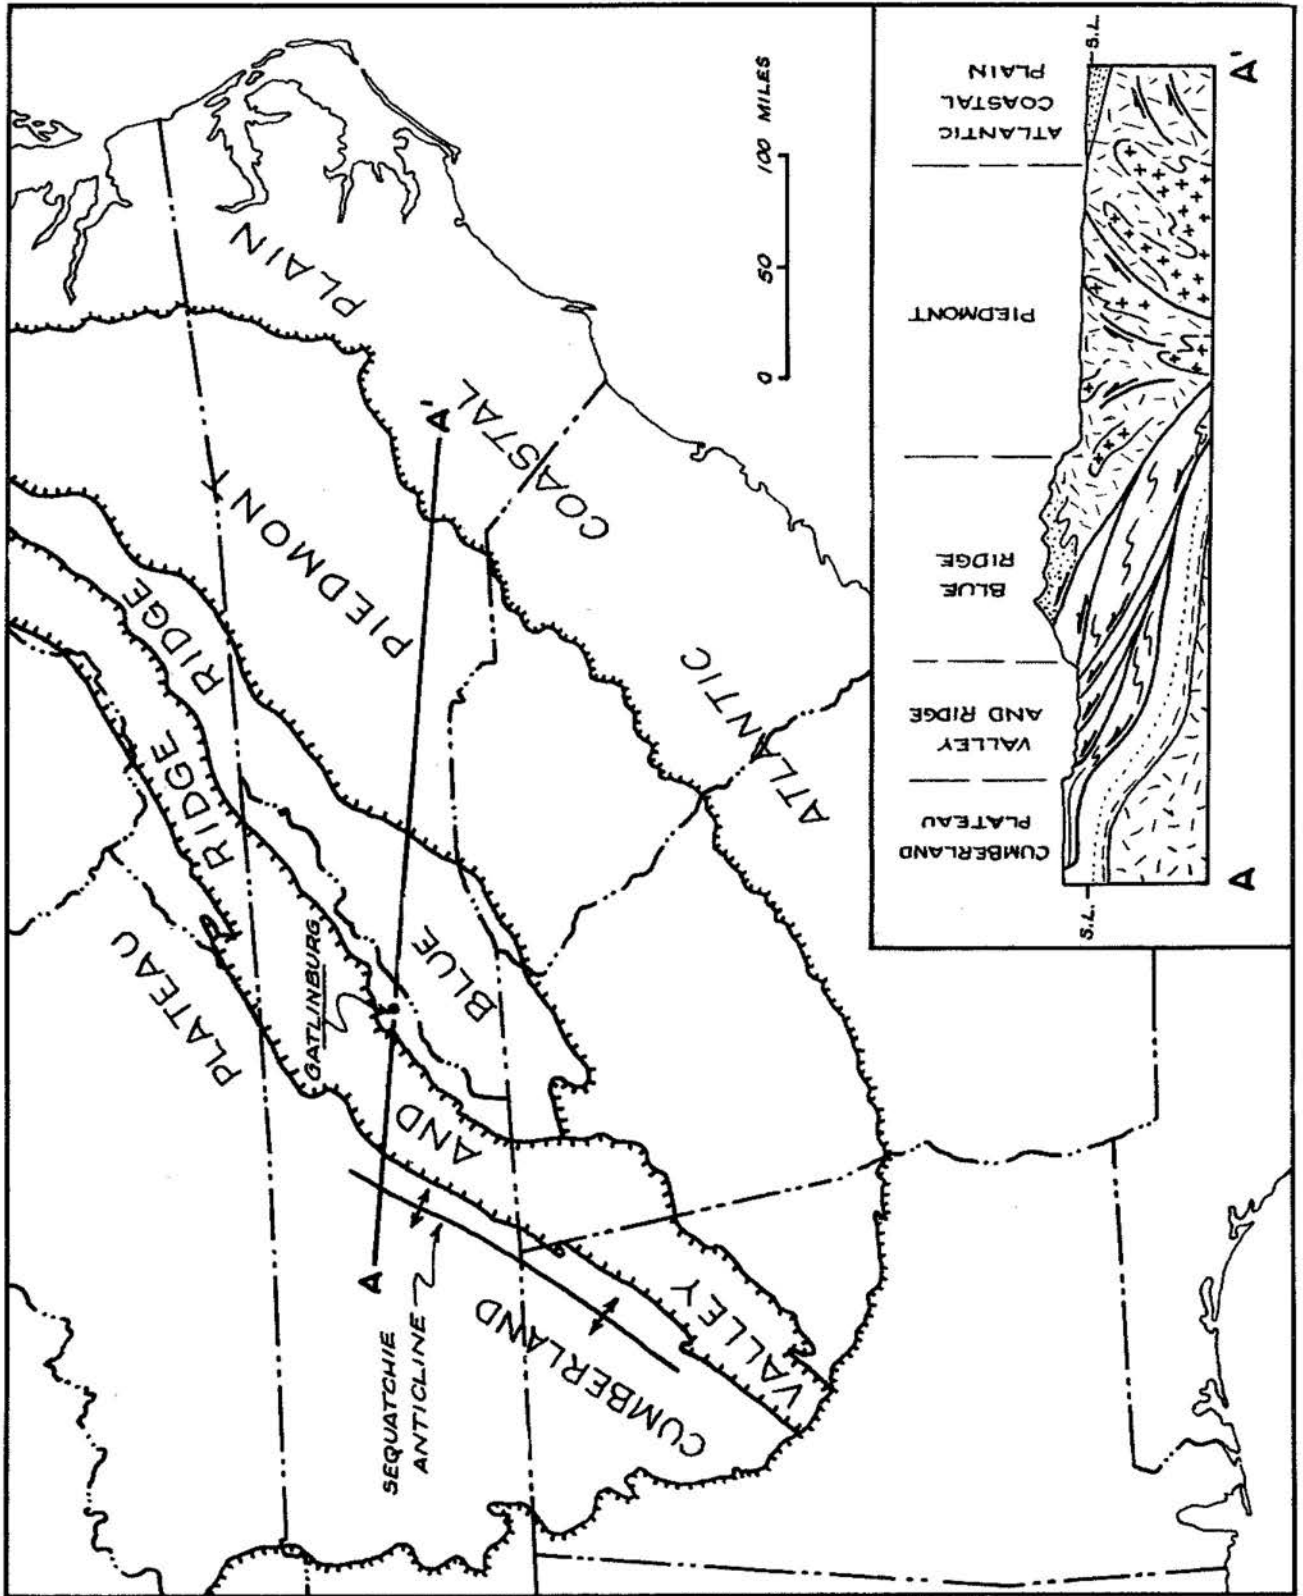 PLATEAU
RIDGE
RIDGE
GATLINBURG
AND
BLUE
PIEDMONT
PLAIN
COASTAL
ATLANTIC
A
A'
SEQUATCHIE
ANTICLINE
CUMBERLAND
VALLEY
0 50 100 MILES
CUMBERLAND
PLATEAU
VALLEY
AND RIDGE
BLUE
RIDGE
PIEDMONT
ATLANTIC
COASTAL
PLAIN
S.L.
S.L.
A
A'